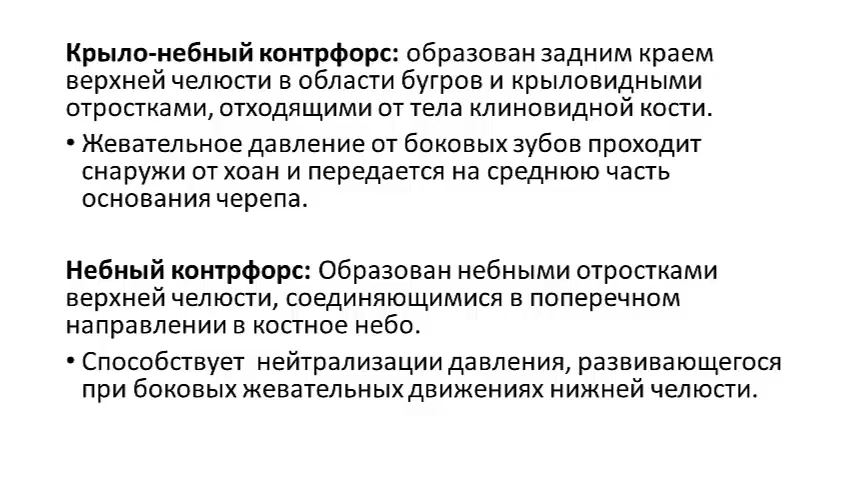 Крыло-небный контрфорс: образован задним краем
верхней челюсти в области бугров и крыловидными
отростками, отходящими от тела клиновидной кости.
• Жевательное давление от боковых зубов проходит
снаружи от хоан и передается на среднюю часть
основания черепа.
Небный контрфорс: Образован небными отростками
верхней челюсти, соединяющимися в поперечном
направлении в костное небо.
• Способствует нейтрализации давления, развивающегося
при боковых жевательных движениях нижней челюсти.